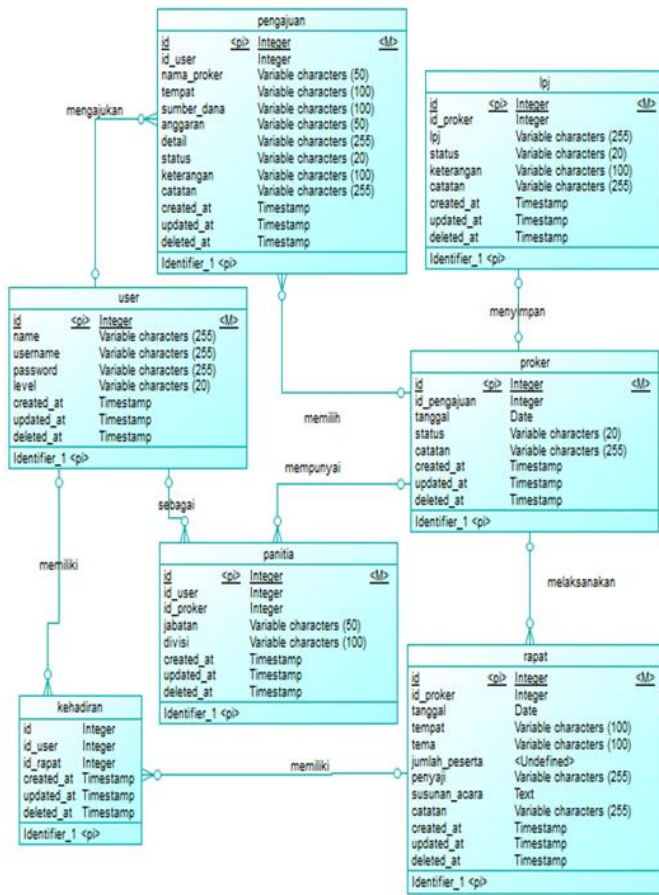 pengajuan
id <pi> Integer <M>
id_user Integer
nama_proker Variable characters (50)
tempat Variable characters (100)
sumber_dana Variable characters (100)
anggaran Variable characters (50)
detail Variable characters (255)
status Variable characters (20)
keterangan Variable characters (100)
catatan Variable characters (255)
created_at Timestamp
updated_at Timestamp
deleted_at Timestamp
Identifier_1 <pi>
lpj
id <pi> Integer <M>
id_proker Integer
lpj Variable characters (255)
status Variable characters (20)
keterangan Variable characters (100)
catatan Variable characters (255)
created_at Timestamp
updated_at Timestamp
deleted_at Timestamp
Identifier_1 <pi>
mengajukan
menyimpan
user
id <pi> Integer <M>
name Variable characters (255)
username Variable characters (255)
password Variable characters (255)
level Variable characters (20)
created_at Timestamp
updated_at Timestamp
deleted_at Timestamp
Identifier_1 <pi>
proker
id <pi> Integer <M>
id_pengajuan Integer
tanggal Date
status Variable characters (20)
catatan Variable characters (255)
created_at Timestamp
updated_at Timestamp
deleted_at Timestamp
Identifier_1 <pi>
memilih
mempunyai
sebagai
memiliki
melaksanakan
panitia
id <pi> Integer <M>
id_user Integer
id_proker Integer
jabatan Variable characters (50)
divisi Variable characters (100)
created_at Timestamp
updated_at Timestamp
deleted_at Timestamp
Identifier_1 <pi>
rapat
id <pi> Integer <M>
id_proker Integer
tanggal Date
tempat Variable characters (100)
tema Variable characters (100)
jumlah_peserta <Undefined>
penyaji Variable characters (255)
susunan_acara Text
catatan Variable characters (255)
created_at Timestamp
updated_at Timestamp
deleted_at Timestamp
Identifier_1 <pi>
kehadiran
id Integer
id_user Integer
id_rapat Integer
created_at Timestamp
updated_at Timestamp
deleted_at Timestamp
Identifier_1 <pi>
memiliki